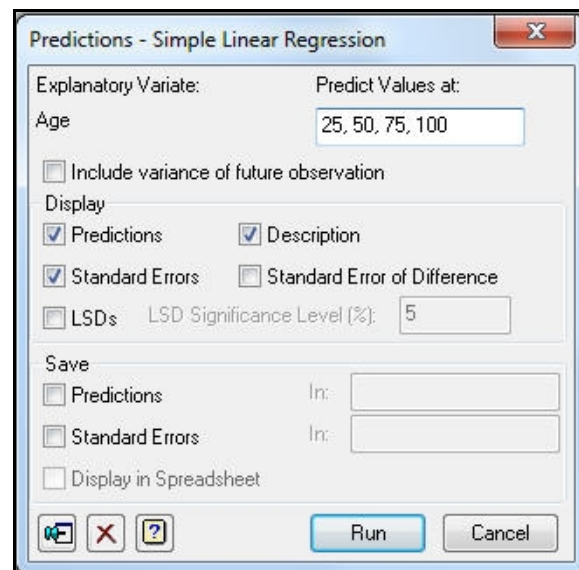 Predictions - Simple Linear Regression
Explanatory Variate: Predict Values at:
Age 25, 50, 75, 100
Include variance of future observation
Display
Predictions Description
Standard Errors Standard Error of Difference
LSDs LSD Significance Level (%): 5
Save
Predictions In:
Standard Errors In:
Display in Spreadsheet
Run Cancel